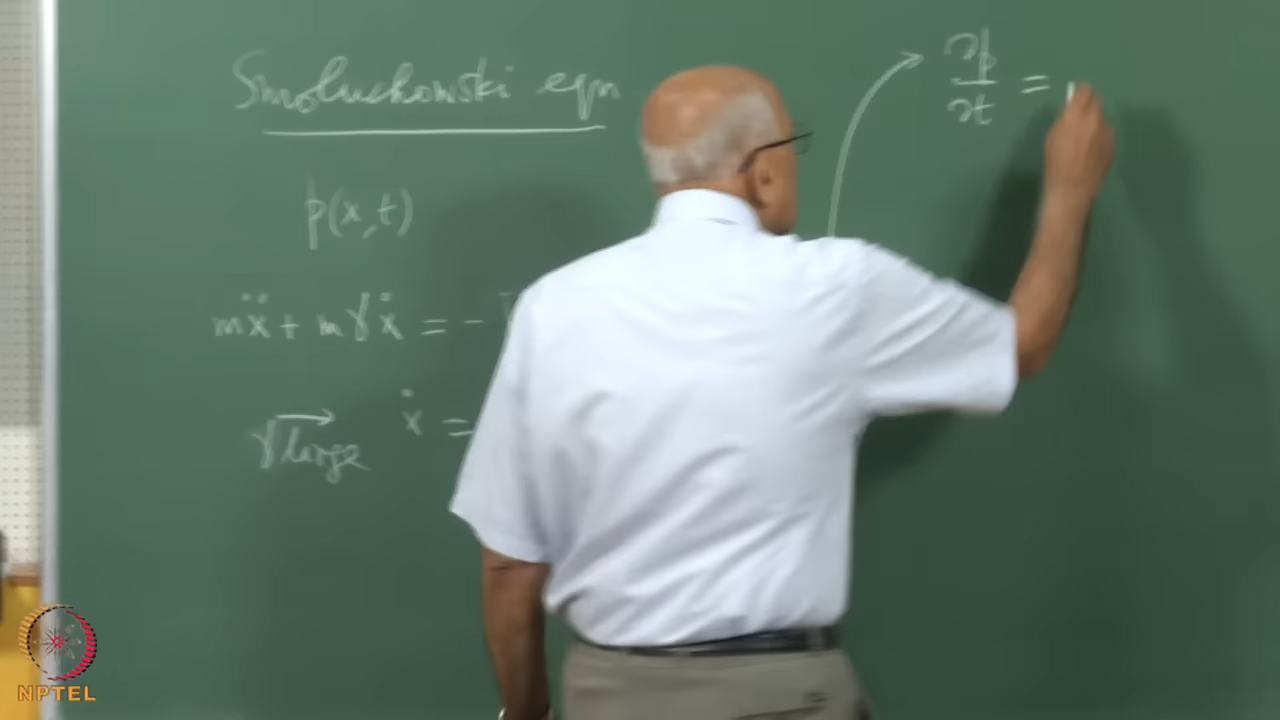 Smoluchowski eqn
p(x,t)
mẍ + mγẋ = -
γ large → ẋ =
∂p/∂t =
NPTEL